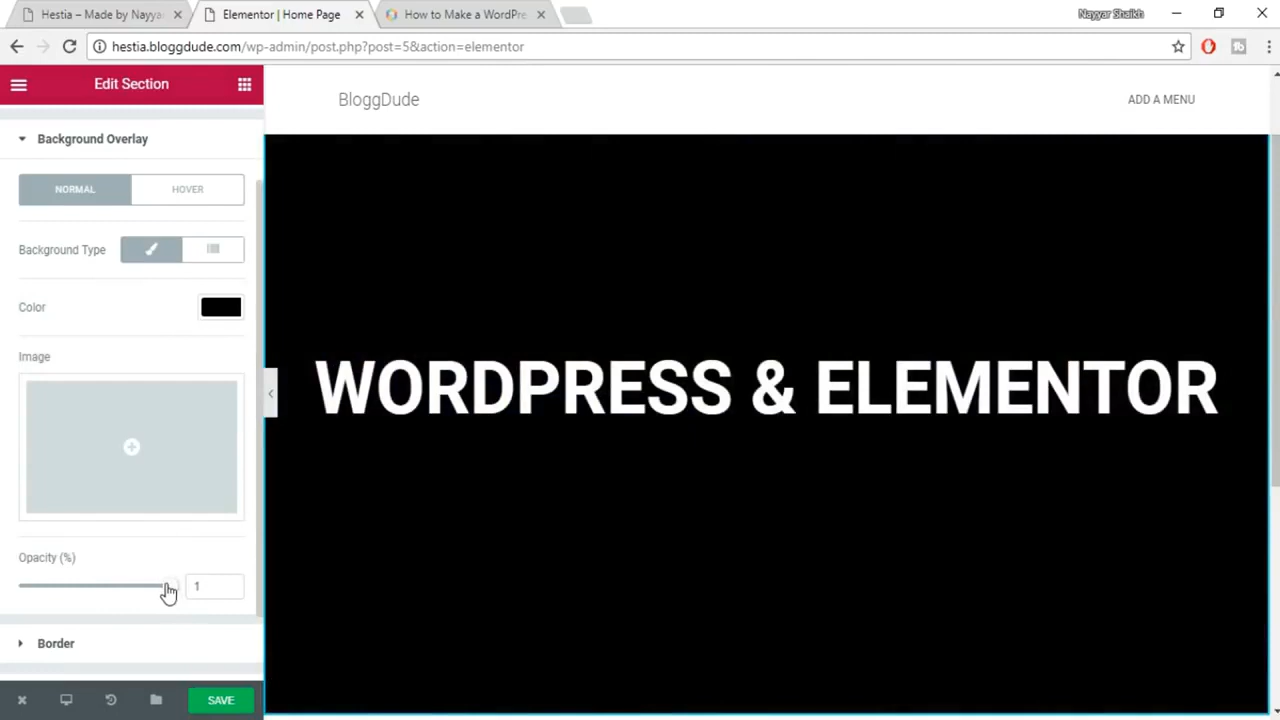 Hestia – Made by Nayya
Elementor | Home Page
How to Make a WordPre
Nayyar Shaikh
hestia.bloggdude.com/wp-admin/post.php?post=5&action=elementor
Edit Section
BloggDude
ADD A MENU
Background Overlay
NORMAL
HOVER
Background Type
Color
Image
WORDPRESS & ELEMENTOR
Opacity (%)
1
Border
SAVE